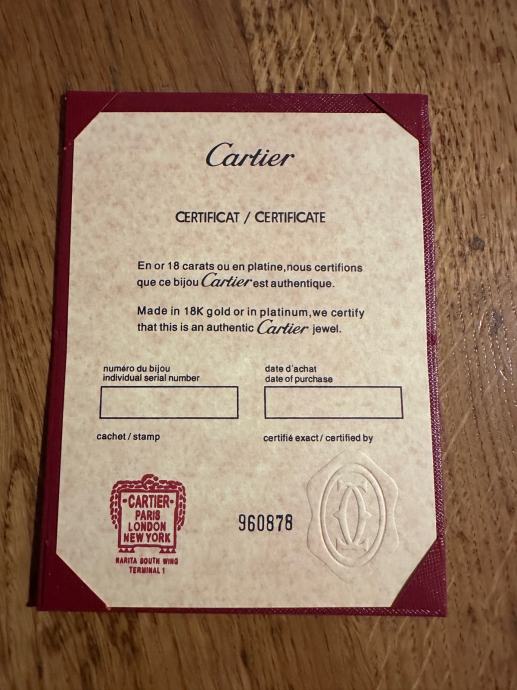 Cartier
CERTIFICAT / CERTIFICATE
En or 18 carats ou en platine,nous certifions
que ce bijou Cartier est authentique.
Made in 18K gold or in platinum,we certify
that this is an authentic Cartier jewel.
numéro du bijou
individual serial number
date d'achat
date of purchase
cachet / stamp
certifié exact / certified by
-CARTIER-
PARIS
LONDON
NEW YORK
NARITA SOUTH WING
TERMINAL 1
960878